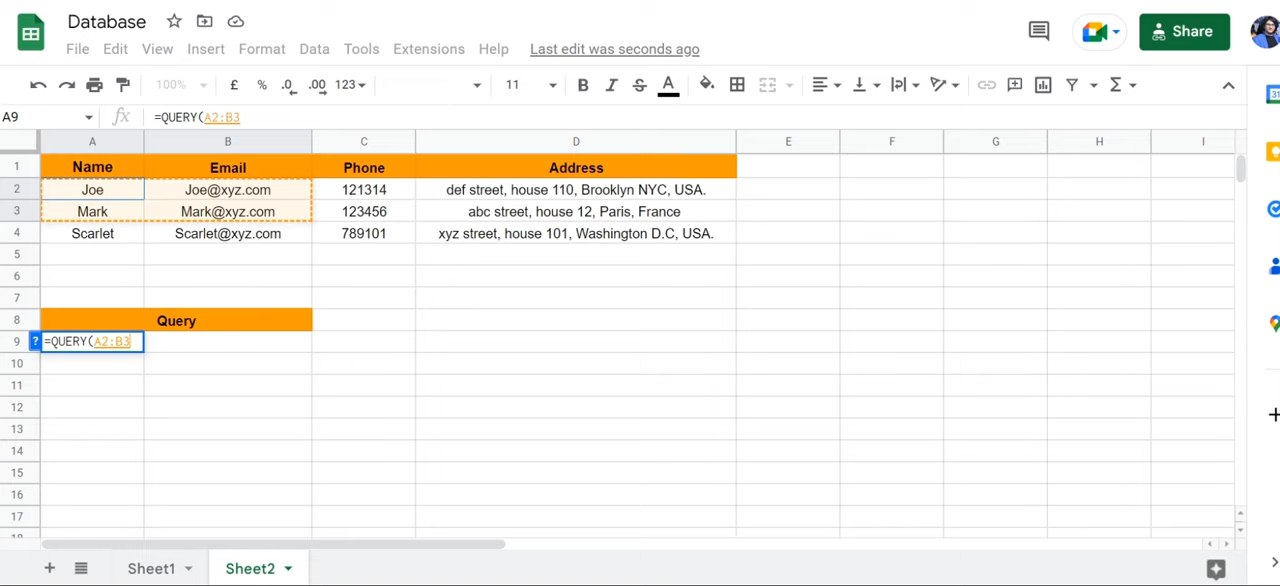 Database
File Edit View Insert Format Data Tools Extensions Help Last edit was seconds ago
Share
100% £ % .0 .00 123 11 B I S A Σ
A9 fx =QUERY(A2:B3
A B C D E F G H I
1 Name Email Phone Address
2 Joe Joe@xyz.com 121314 def street, house 110, Brooklyn NYC, USA.
3 Mark Mark@xyz.com 123456 abc street, house 12, Paris, France
4 Scarlet Scarlet@xyz.com 789101 xyz street, house 101, Washington D.C, USA.
5
6
7
8 Query
9 ? =QUERY(A2:B3
10
11
12
13
14
15
16
17
18
+ Sheet1 Sheet2
31